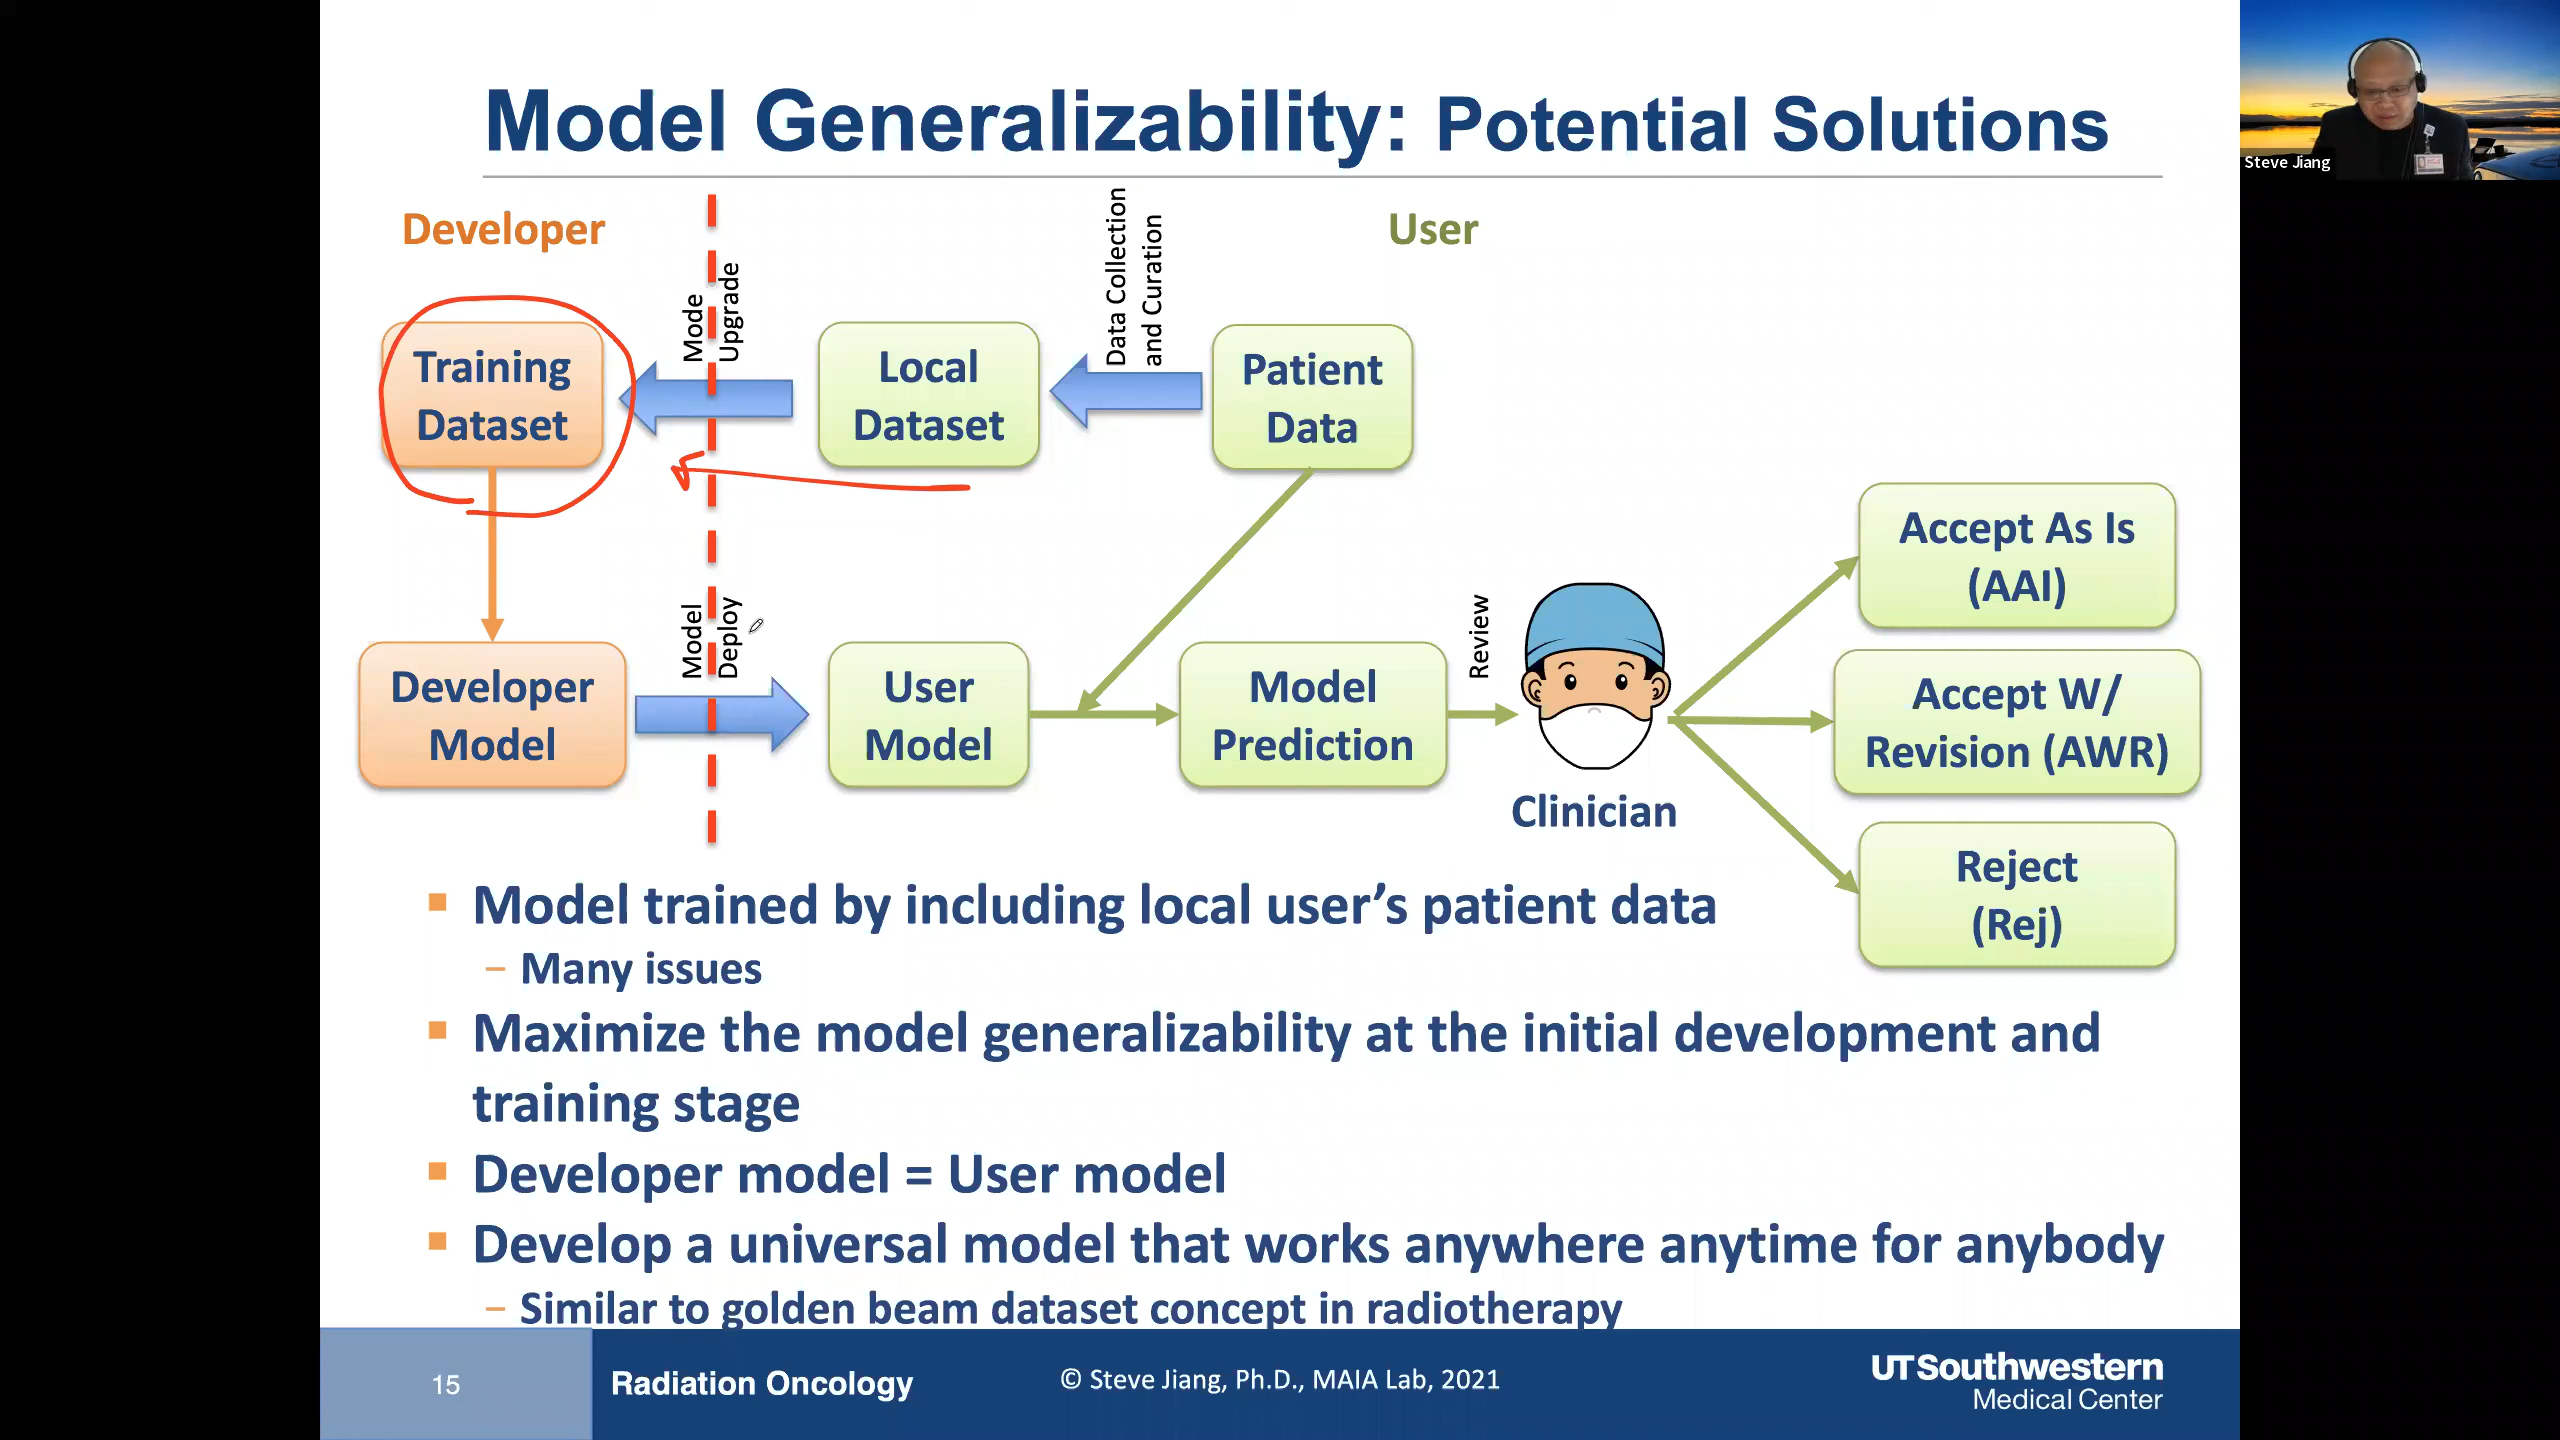 Model Generalizability: Potential Solutions
Steve Jiang
Developer
User
Mode
Upgrade
Data Collection
and Curation
Training
Dataset
Local
Dataset
Patient
Data
Model
Deploy
Developer
Model
User
Model
Model
Prediction
Review
Clinician
Accept As Is
(AAI)
Accept W/
Revision (AWR)
Reject
(Rej)
Model trained by including local user’s patient data
– Many issues
Maximize the model generalizability at the initial development and
training stage
Developer model = User model
Develop a universal model that works anywhere anytime for anybody
– Similar to golden beam dataset concept in radiotherapy
15
Radiation Oncology
© Steve Jiang, Ph.D., MAIA Lab, 2021
UTSouthwestern
Medical Center